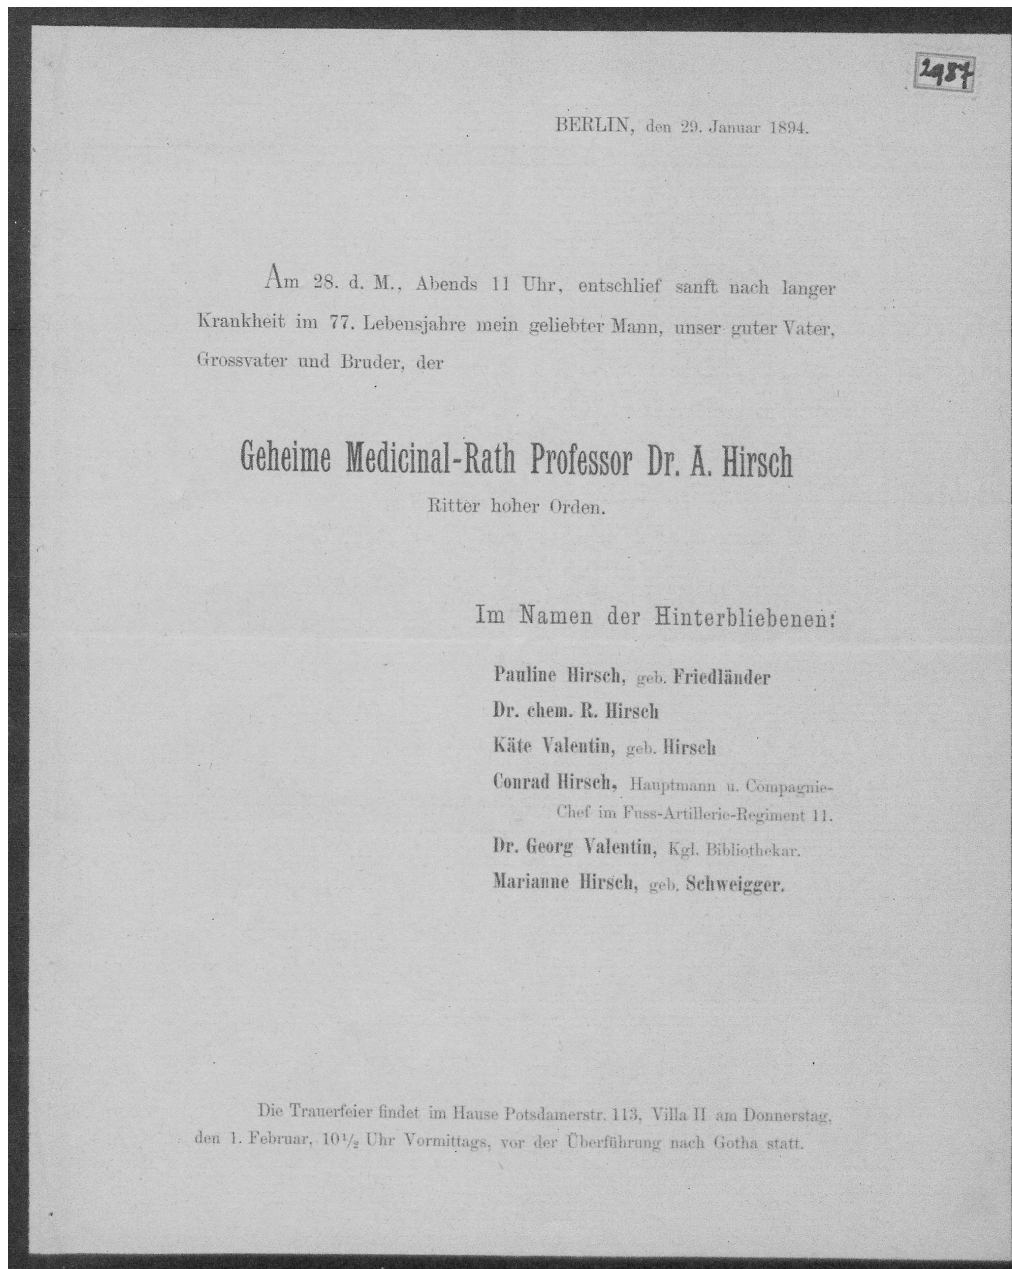 2987
BERLIN, den 29. Januar 1894.
Am 28. d. M., Abends 11 Uhr, entschlief sanft nach langer
Krankheit im 77. Lebensjahre mein geliebter Mann, unser guter Vater,
Grossvater und Bruder, der
Geheime Medicinal-Rath Professor Dr. A. Hirsch
Ritter hoher Orden.
Im Namen der Hinterbliebenen:
Pauline Hirsch, geb. Friedländer
Dr. chem. R. Hirsch
Käte Valentin, geb. Hirsch
Conrad Hirsch, Hauptmann u. Compagnie-
Chef im Fuss-Artillerie-Regiment 11.
Dr. Georg Valentin, Kgl. Bibliothekar.
Marianne Hirsch, geb. Schweigger.
Die Trauerfeier findet im Hause Potsdamerstr. 113, Villa II am Donnerstag,
den 1. Februar, 10½ Uhr Vormittags, vor der Überführung nach Gotha statt.